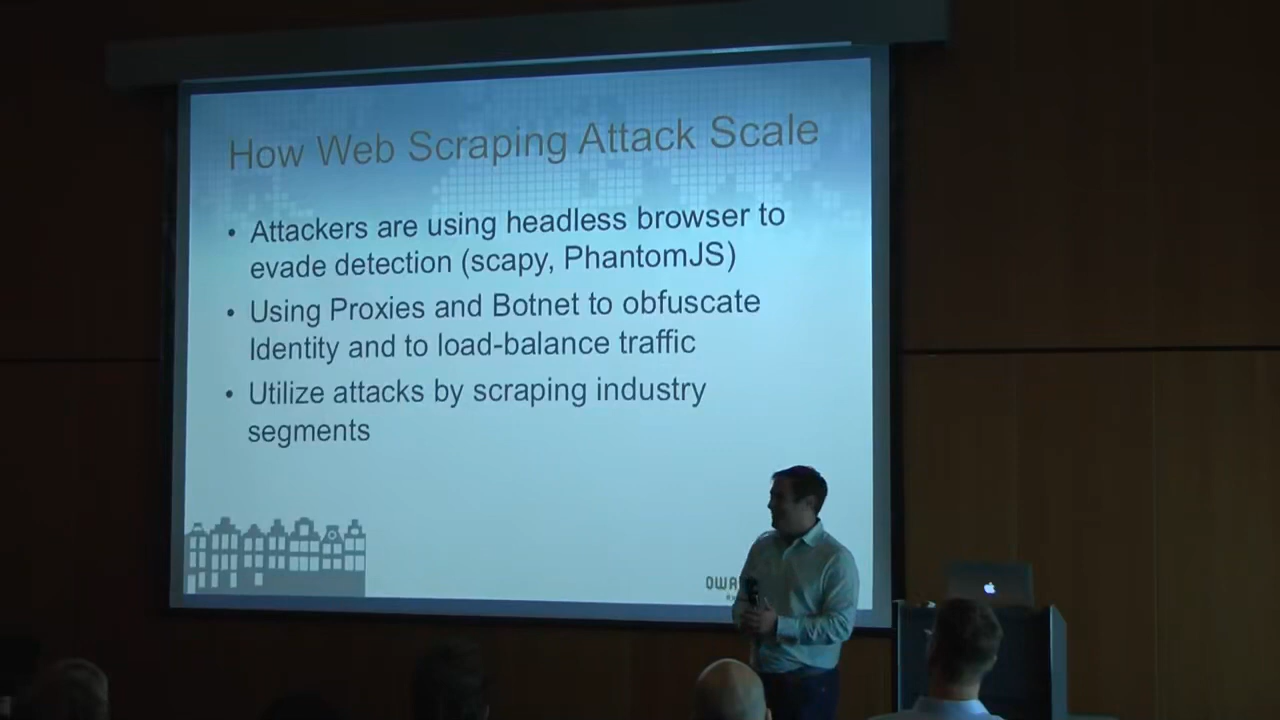 How Web Scraping Attack Scale
• Attackers are using headless browser to
evade detection (scapy, PhantomJS)
• Using Proxies and Botnet to obfuscate
Identity and to load-balance traffic
• Utilize attacks by scraping industry
segments
OWA